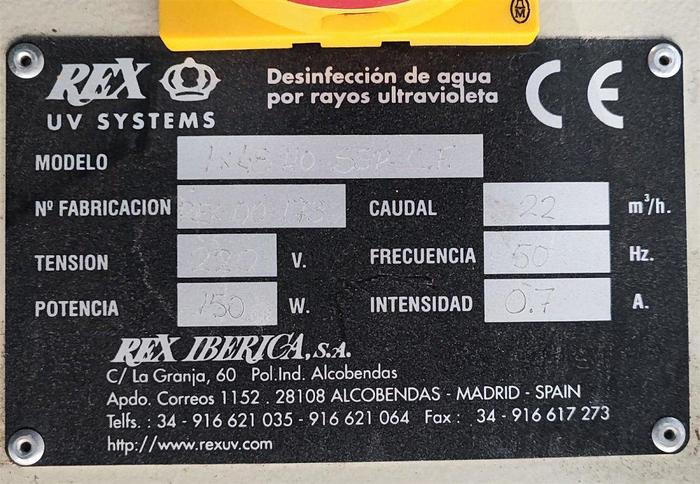 REX
UV SYSTEMS
Desinfección de agua
por rayos ultravioleta
CE
MODELO
Nº FABRICACION
CAUDAL 22 m³/h.
TENSION 220 V.
FRECUENCIA 50 Hz.
POTENCIA 150 W.
INTENSIDAD 0.7 A.
REX IBERICA, S.A.
C/ La Granja, 60 Pol.Ind. Alcobendas
Apdo. Correos 1152 . 28108 ALCOBENDAS - MADRID - SPAIN
Telfs. : 34 - 916 621 035 - 916 621 064 Fax : 34 - 916 617 273
http://www.rexuv.com